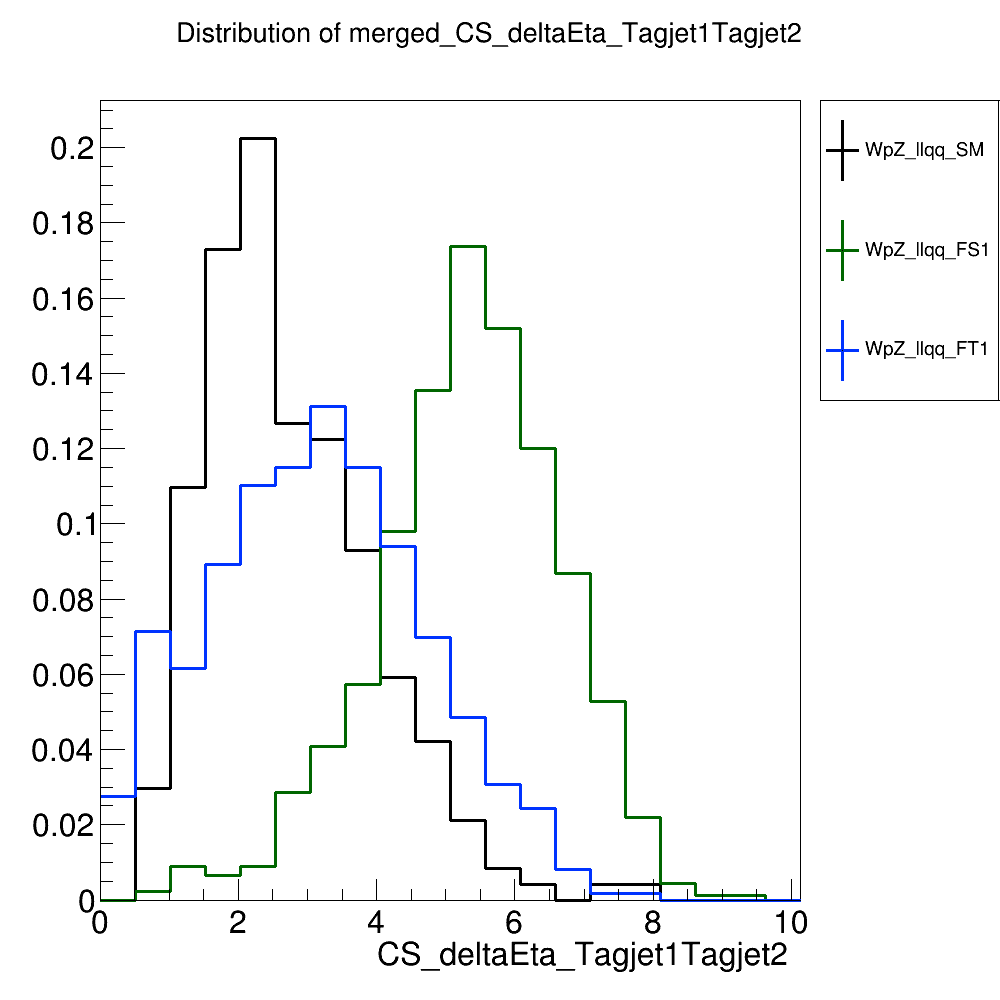 Distribution of merged_CS_deltaEta_Tagjet1Tagjet2
WpZ_llqq_SM
WpZ_llqq_FS1
WpZ_llqq_FT1
0.2
0.18
0.16
0.14
0.12
0.1
0.08
0.06
0.04
0.02
0
0 2 4 6 8 10
CS_deltaEta_Tagjet1Tagjet2